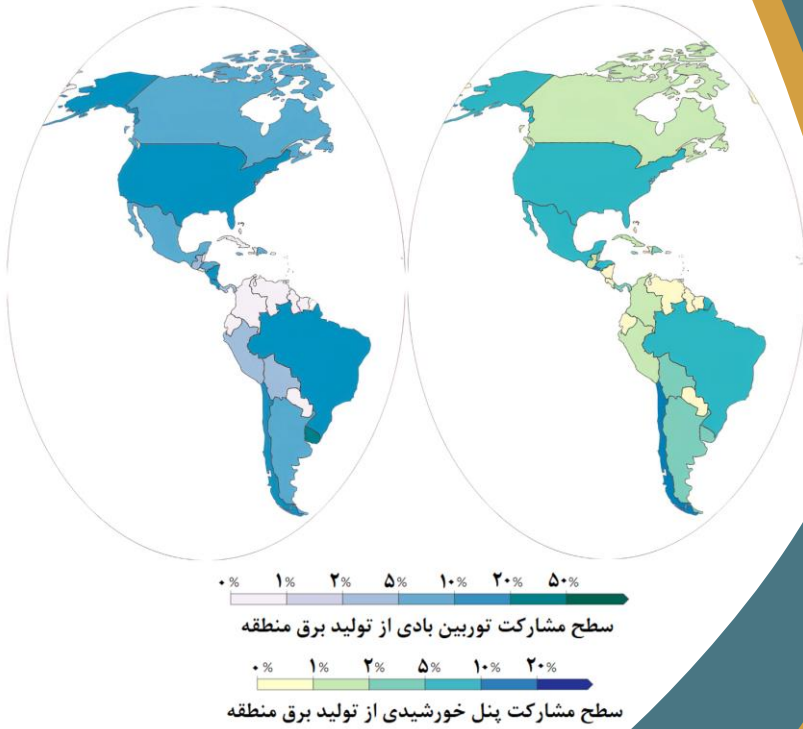 ۰% ۱% ۲% ۵% ۱۰% ۲۰% ۵۰%
سطح مشارکت توربین بادی از تولید برق منطقه
۰% ۱% ۲% ۵% ۱۰% ۲۰%
سطح مشارکت پنل خورشیدی از تولید برق منطقه